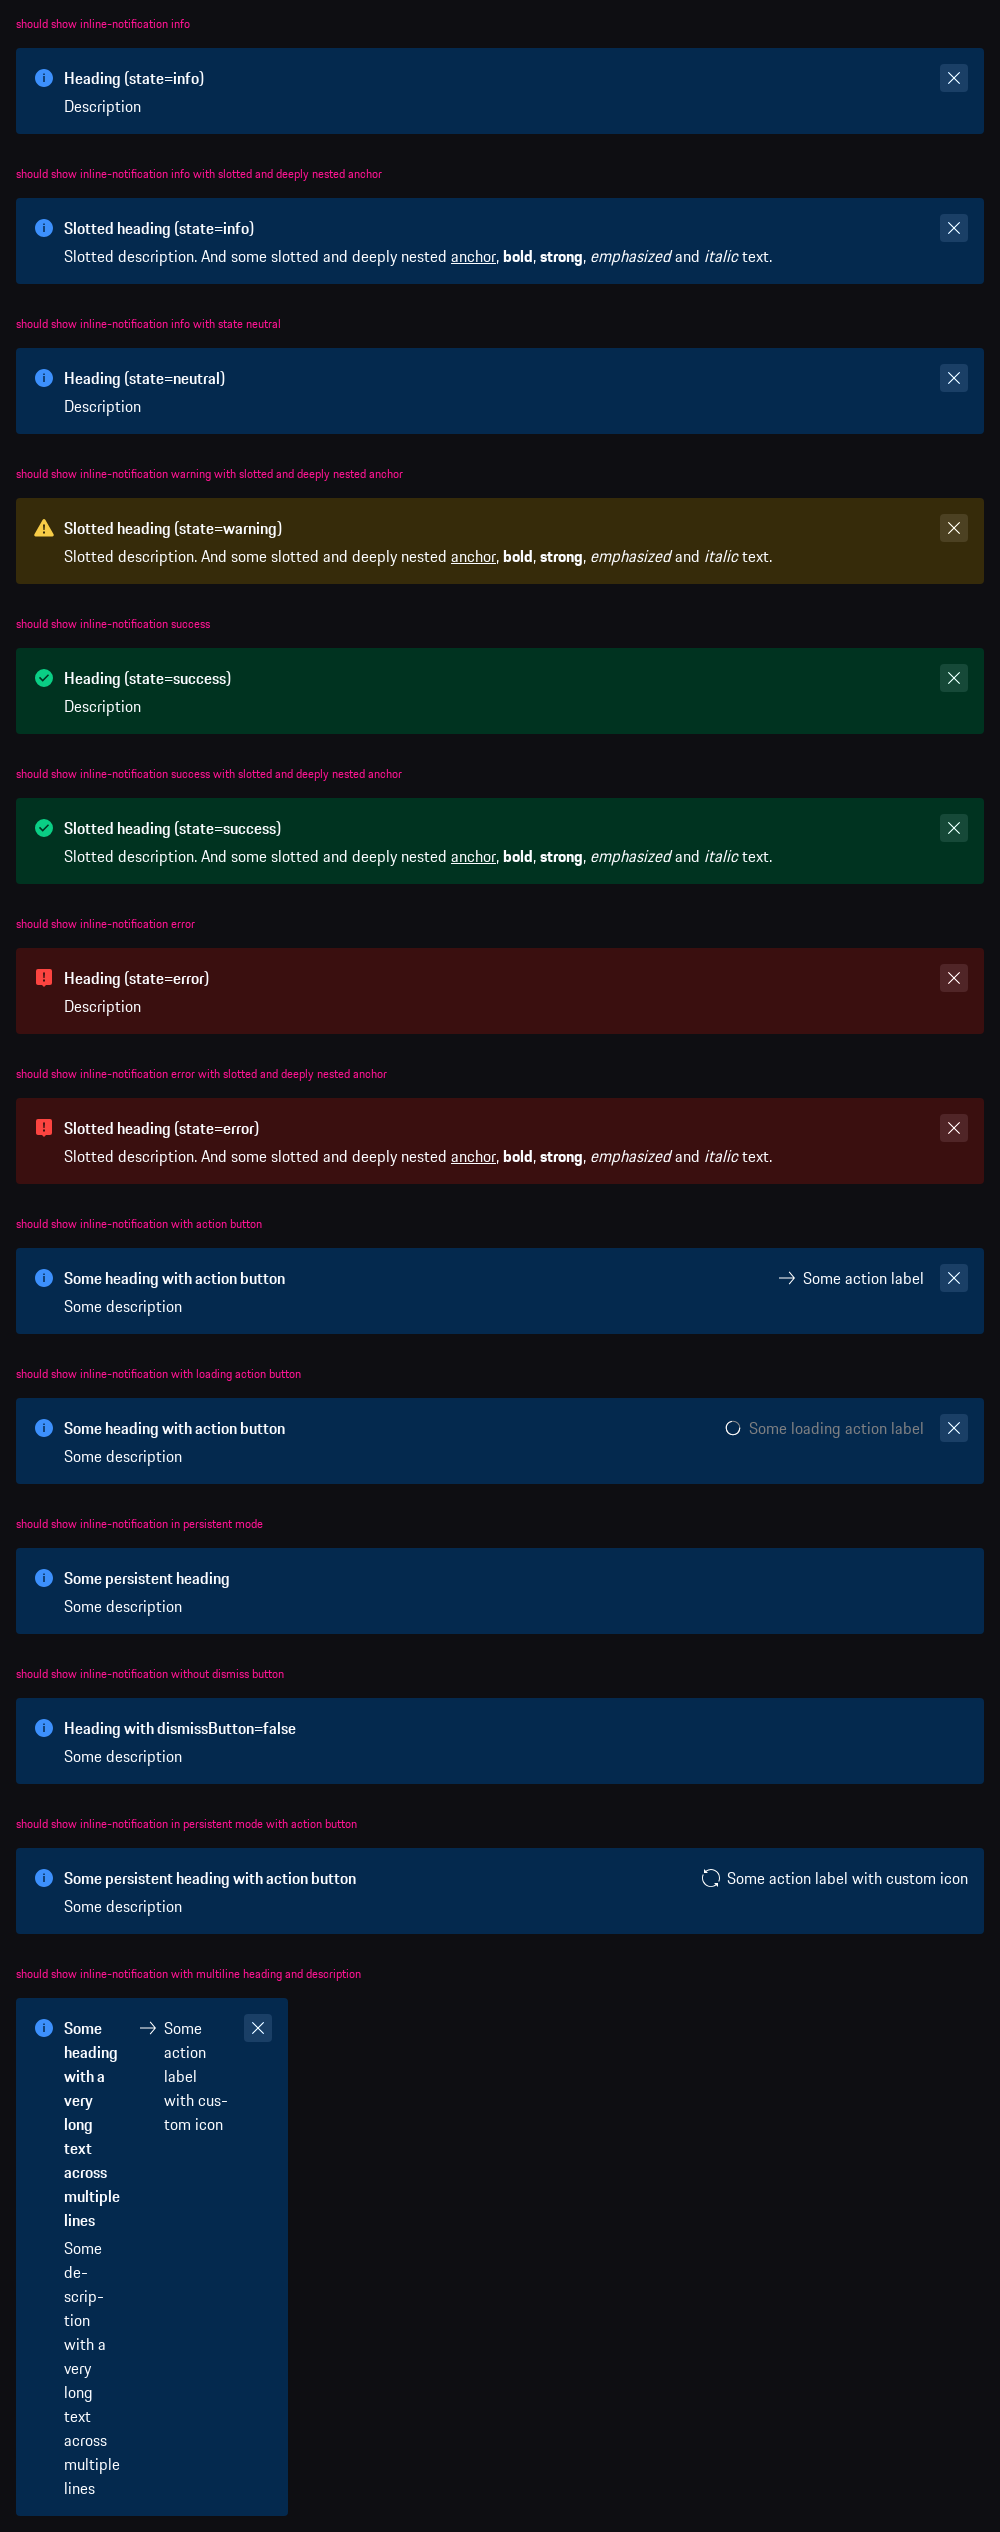 should show inline-notification info
Heading (state=info)
Description
should show inline-notification info with slotted and deeply nested anchor
Slotted heading (state=info)
Slotted description. And some slotted and deeply nested anchor, bold, strong, emphasized and italic text.
should show inline-notification info with state neutral
Heading (state=neutral)
Description
should show inline-notification warning with slotted and deeply nested anchor
Slotted heading (state=warning)
Slotted description. And some slotted and deeply nested anchor, bold, strong, emphasized and italic text.
should show inline-notification success
Heading (state=success)
Description
should show inline-notification success with slotted and deeply nested anchor
Slotted heading (state=success)
Slotted description. And some slotted and deeply nested anchor, bold, strong, emphasized and italic text.
should show inline-notification error
Heading (state=error)
Description
should show inline-notification error with slotted and deeply nested anchor
Slotted heading (state=error)
Slotted description. And some slotted and deeply nested anchor, bold, strong, emphasized and italic text.
should show inline-notification with action button
Some heading with action button
Some action label
Some description
should show inline-notification with loading action button
Some heading with action button
Some loading action label
Some description
should show inline-notification in persistent mode
Some persistent heading
Some description
should show inline-notification without dismiss button
Heading with dismissButton=false
Some description
should show inline-notification in persistent mode with action button
Some persistent heading with action button
Some action label with custom icon
Some description
should show inline-notification with multiline heading and description
Some
heading
with a
very
long
text
across
multiple
lines
Some
de-
scrip-
tion
with a
very
long
text
across
multiple
lines
Some
action
label
with cus-
tom icon